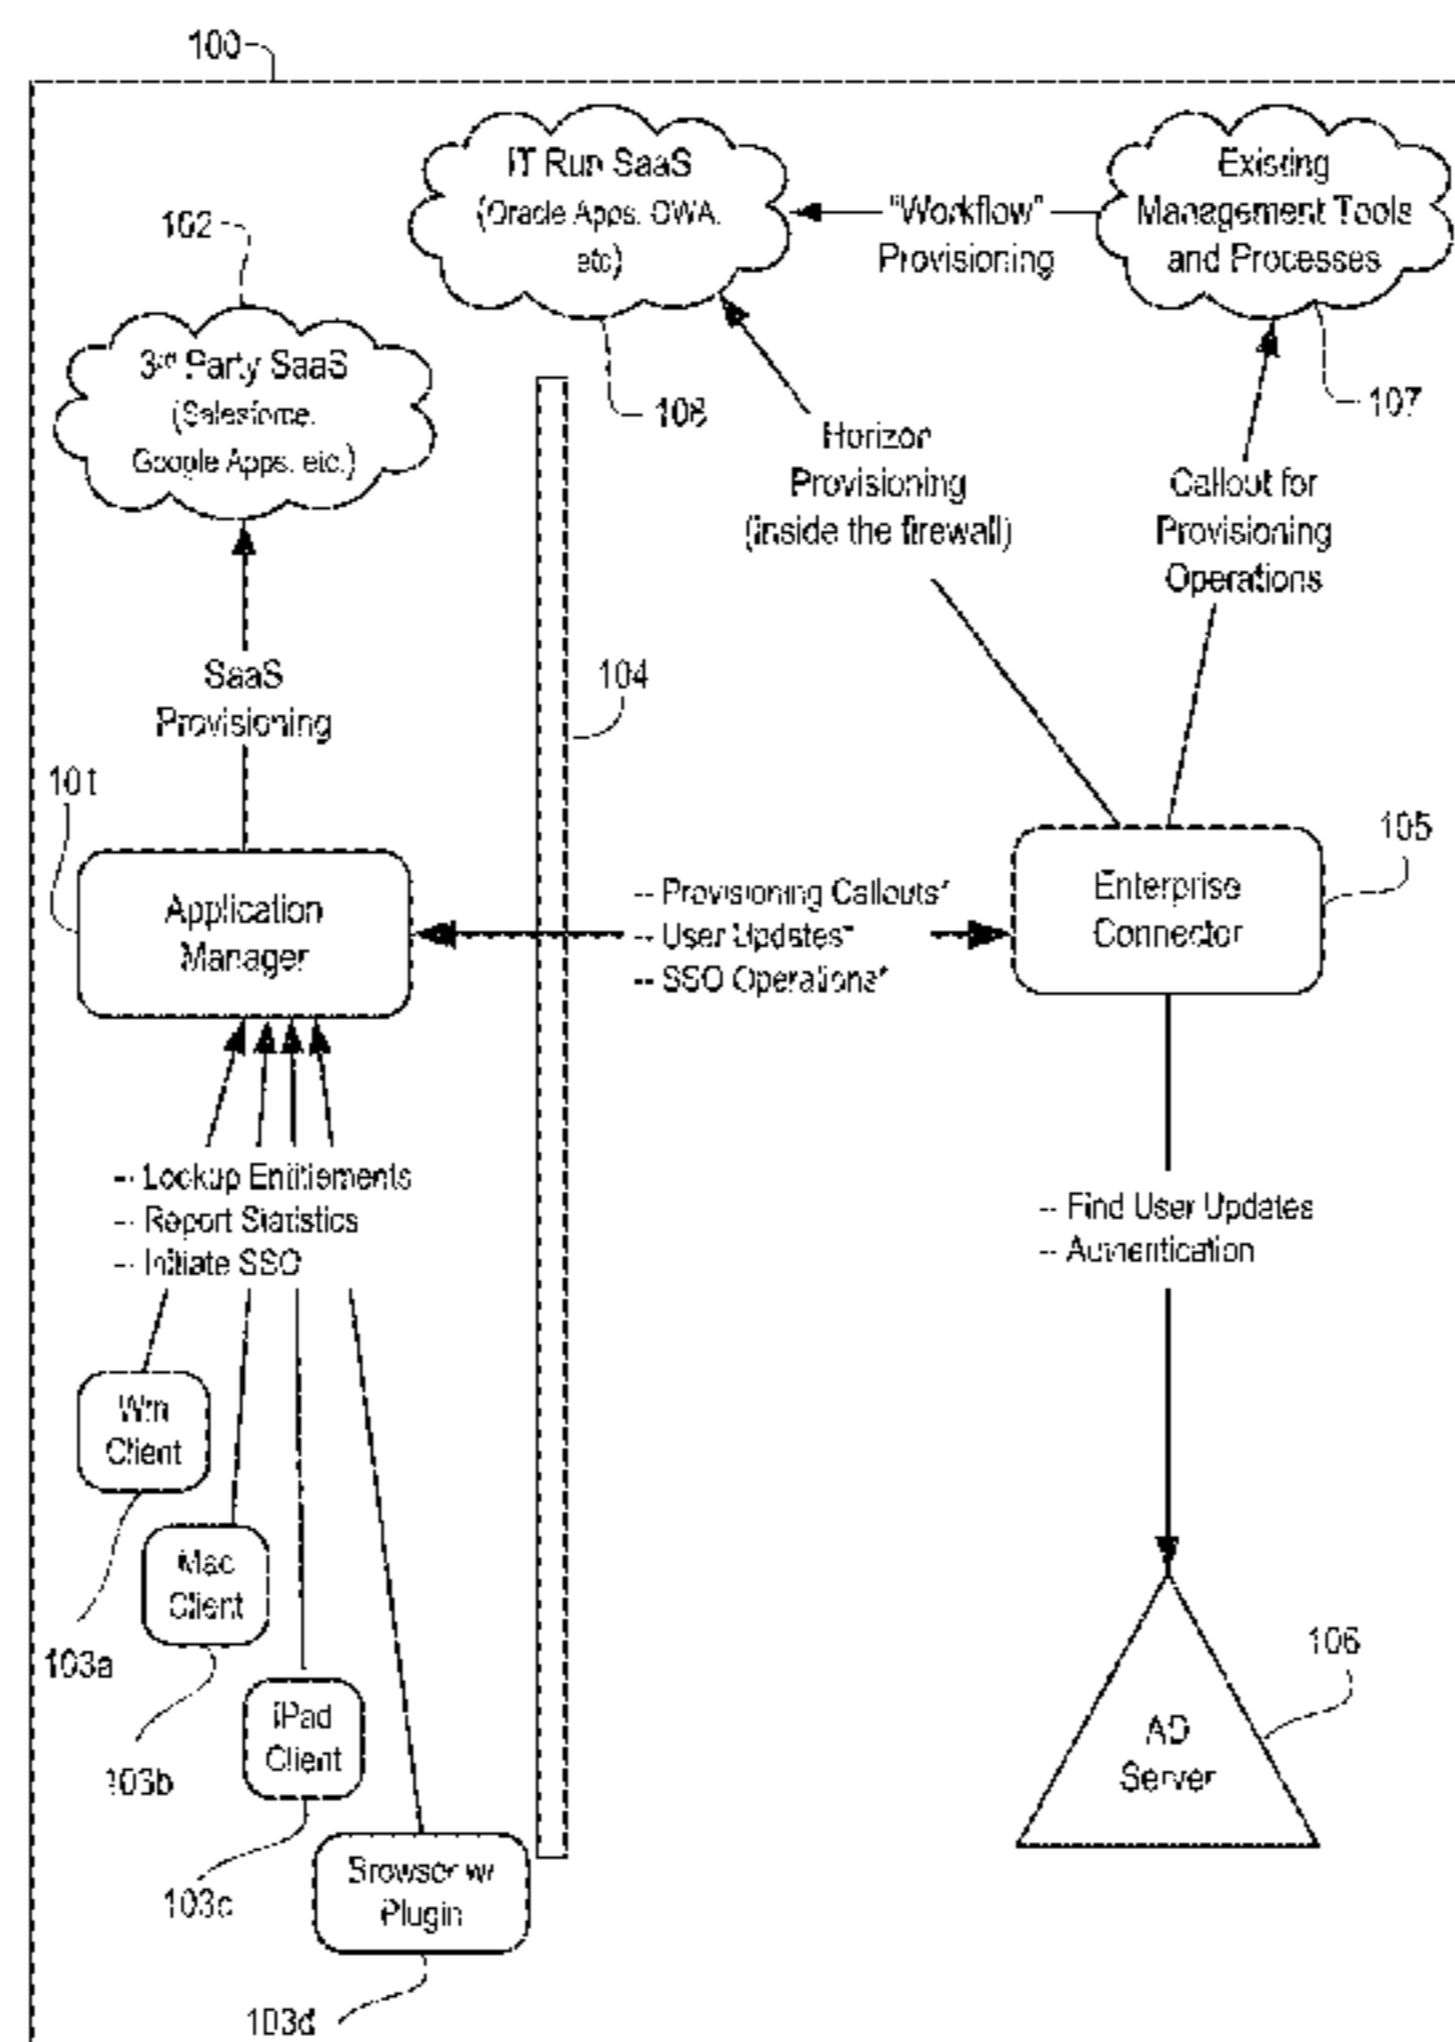 100
IT Run SaaS
(Oracle Apps, OWA,
etc)
"Workflow"
Provisioning
Existing
Management Tools
and Processes
102
3rd Party SaaS
(Salesforce,
Google Apps, etc.)
108
107
Horizon
Provisioning
(inside the firewall)
Callout for
Provisioning
Operations
SaaS
Provisioning
104
101
105
Application
Manager
-- Provisioning Callouts*
-- User Updates*
-- SSO Operations*
Enterprise
Connector
-- Lookup Entitlements
-- Report Statistics
-- Initiate SSO
-- Find User Updates
-- Authentication
Win
Client
Mac
Client
103a
iPad
Client
103b
Browser w/
Plugin
103c
103d
106
AD
Server